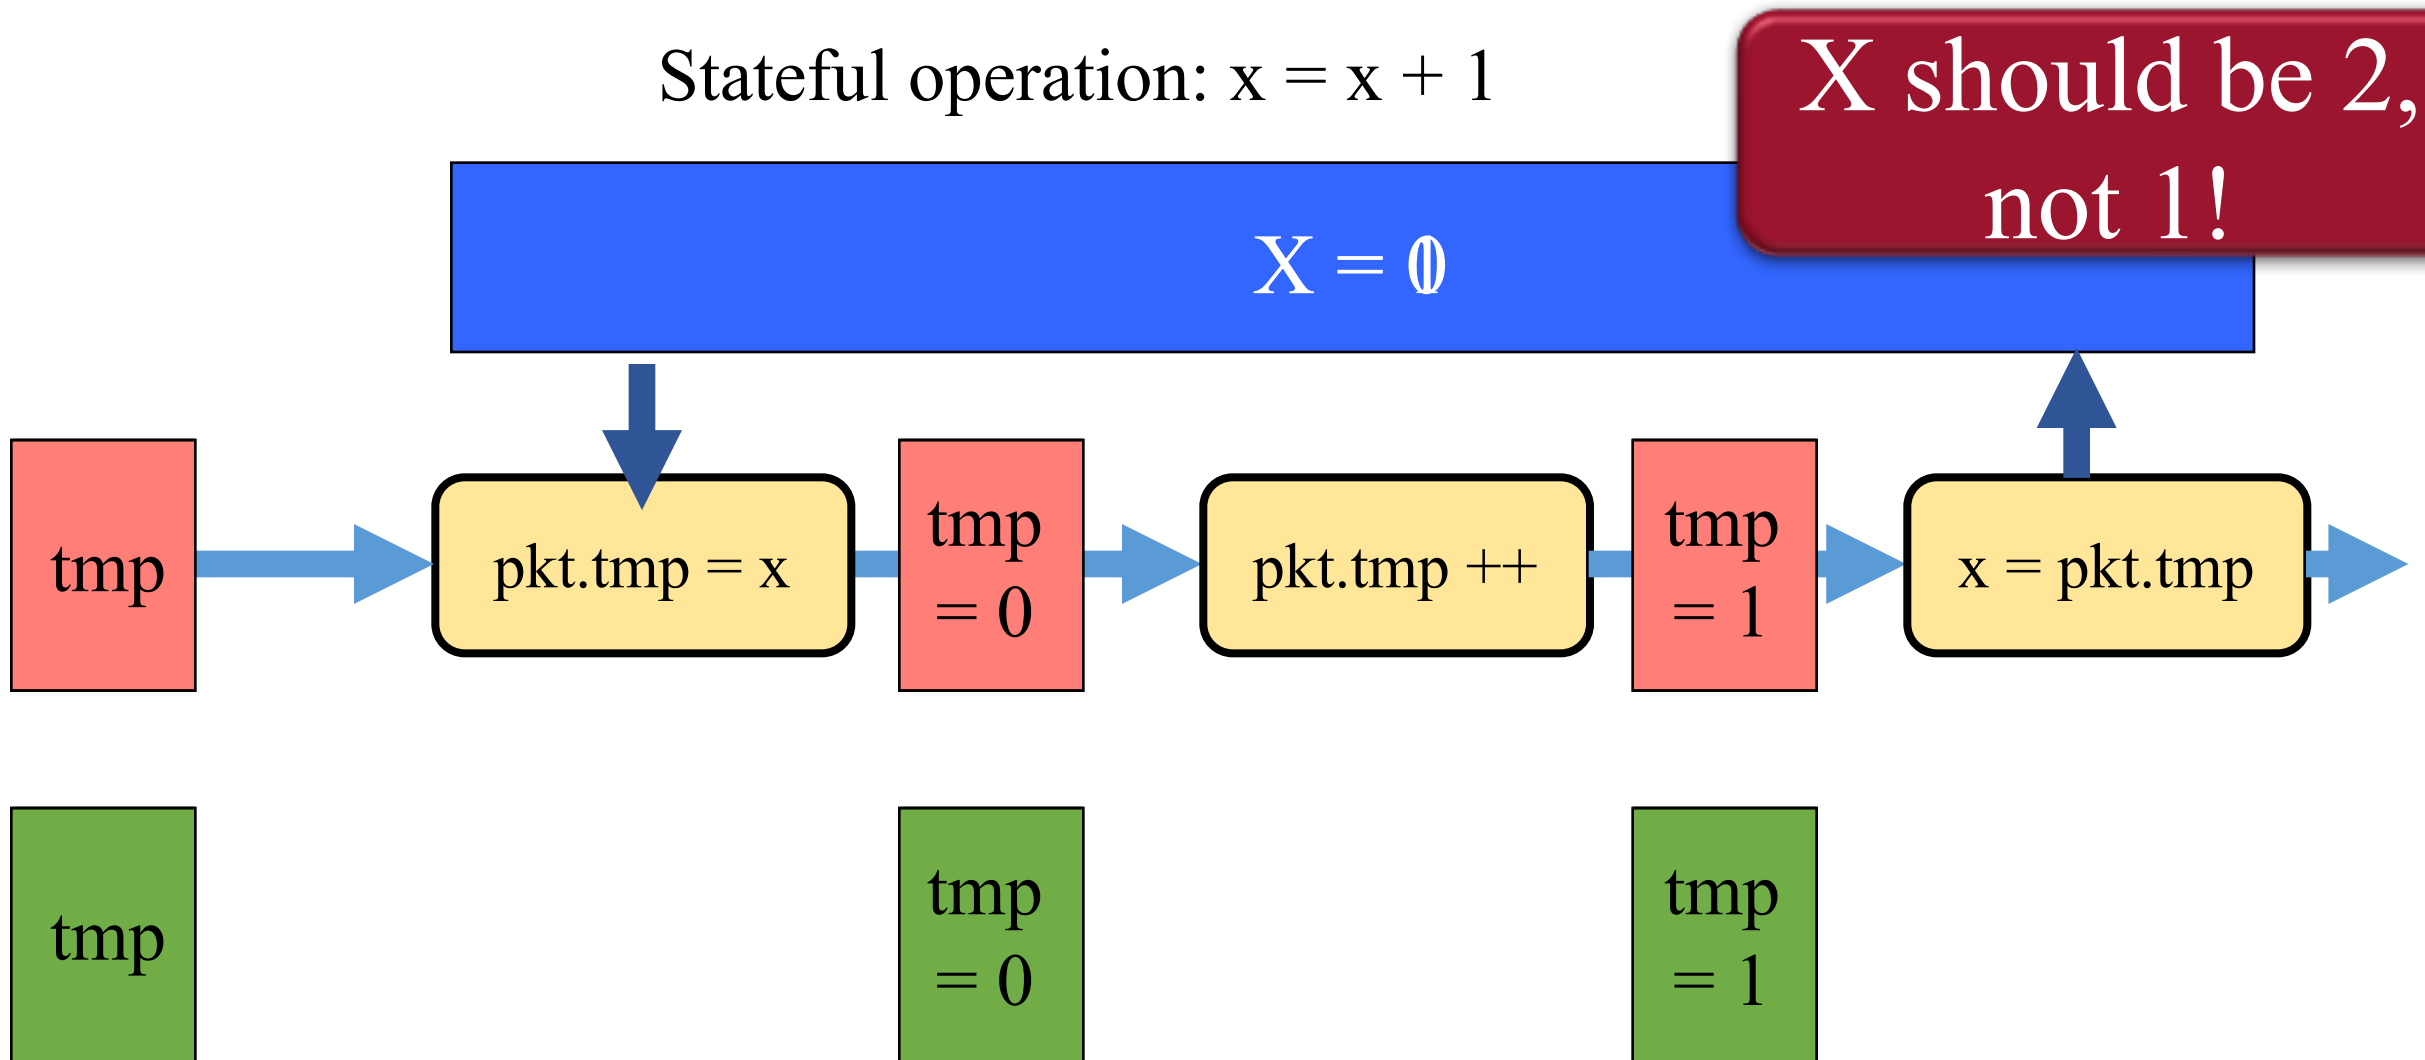 Stateful operation: x = x + 1
X should be 2,
not 1!
X =
tmp
pkt.tmp = x
tmp
= 0
pkt.tmp ++
tmp
= 1
x = pkt.tmp
tmp
tmp
= 0
tmp
= 1